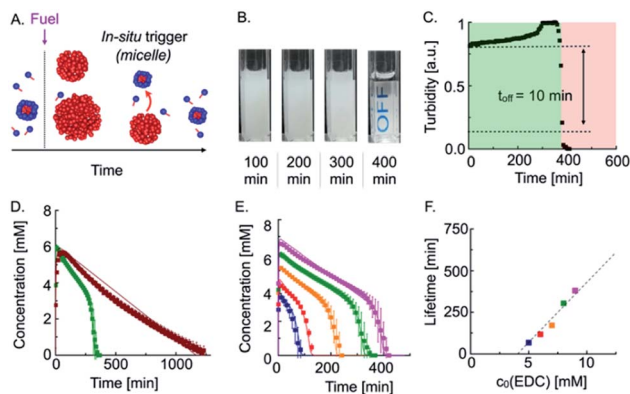 A.
Fuel
In-situ trigger
(micelle)
Time
B.
OFF
100
min
200
min
300
min
400
min
C.
Turbidity [a.u.]
1
0.5
0.0
0
200
400
600
Time [min]
toff = 10 min
D.
Concentration [mM]
8
6
4
2
0
0
500
1000
Time [min]
E.
Concentration [mM]
8
6
4
2
0
0
200
400
Time [min]
F.
Lifetime [min]
750
500
250
0
0
5
10
c0(EDC) [mM]